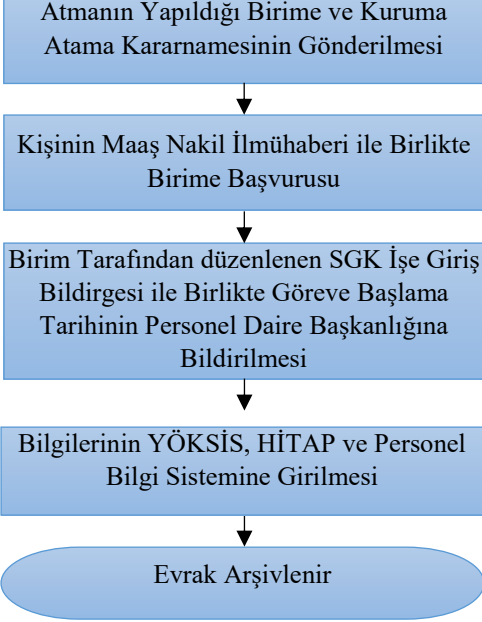 Atmanın Yapıldığı Birime ve Kuruma
Atama Kararnamesinin Gönderilmesi
Kişinin Maaş Nakil İlmühaberi ile Birlikte
Birime Başvurusu
Birim Tarafından düzenlenen SGK İşe Giriş
Bildirgesi ile Birlikte Göreve Başlama
Tarihinin Personel Daire Başkanlığına
Bildirilmesi
Bilgilerinin YÖKSİS, HİTAP ve Personel
Bilgi Sistemine Girilmesi
Evrak Arşivlenir